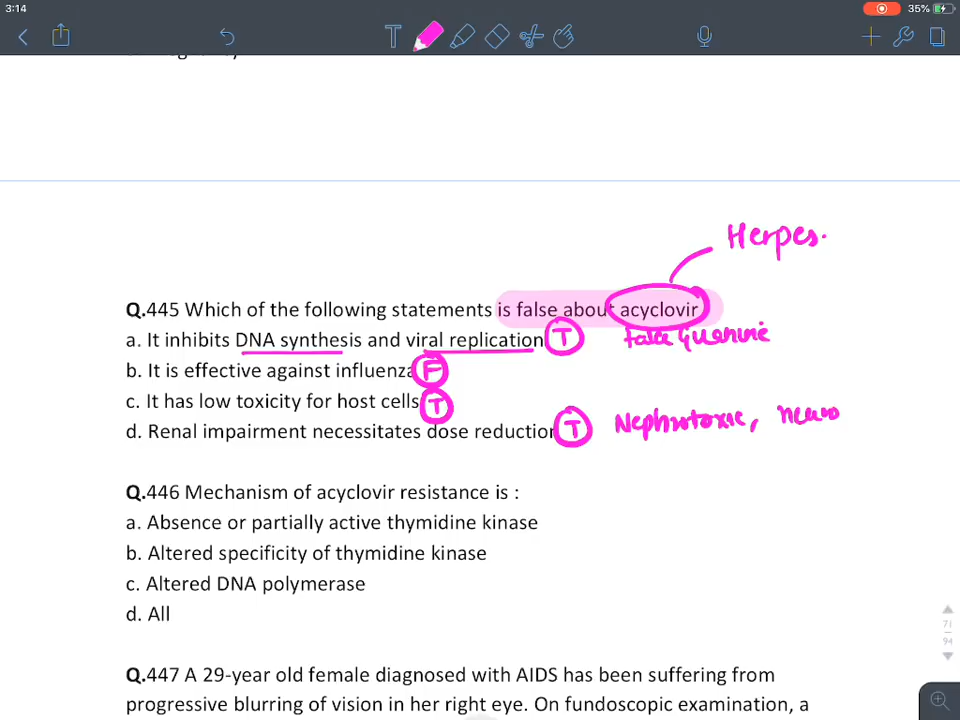 3:14
35%
T
Herpes.
Q.445 Which of the following statements is false about acyclovir
a. It inhibits DNA synthesis and viral replication T false Guanine
b. It is effective against influenza F
c. It has low toxicity for host cells T
d. Renal impairment necessitates dose reduction T Nephrotoxic, neuro
Q.446 Mechanism of acyclovir resistance is :
a. Absence or partially active thymidine kinase
b. Altered specificity of thymidine kinase
c. Altered DNA polymerase
d. All
71
94
Q.447 A 29-year old female diagnosed with AIDS has been suffering from
progressive blurring of vision in her right eye. On fundoscopic examination, a